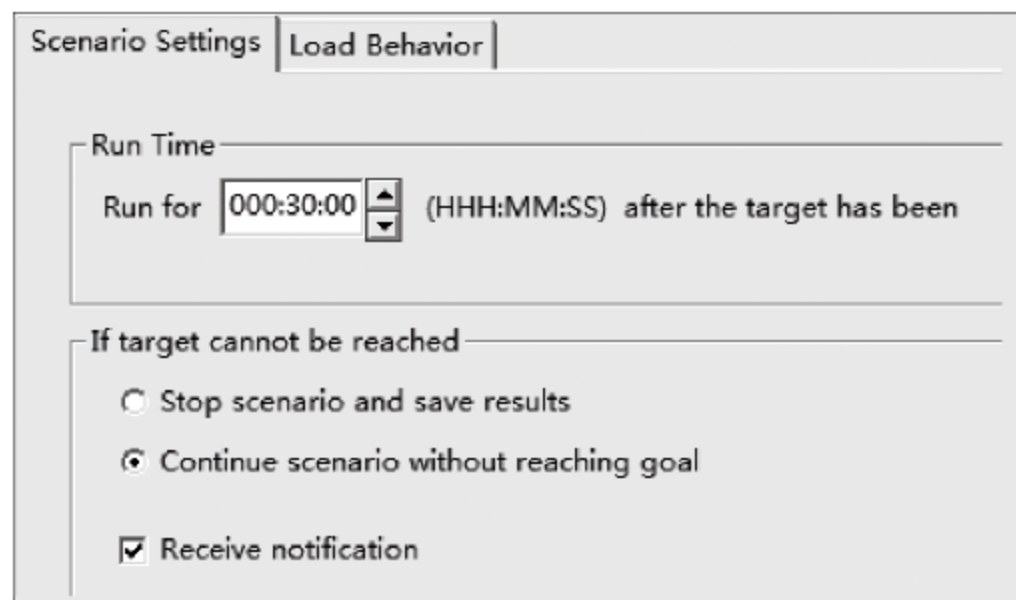 Scenario Settings Load Behavior
Run Time
Run for 000:30:00 (HHH:MM:SS) after the target has been
If target cannot be reached
Stop scenario and save results
Continue scenario without reaching goal
Receive notification